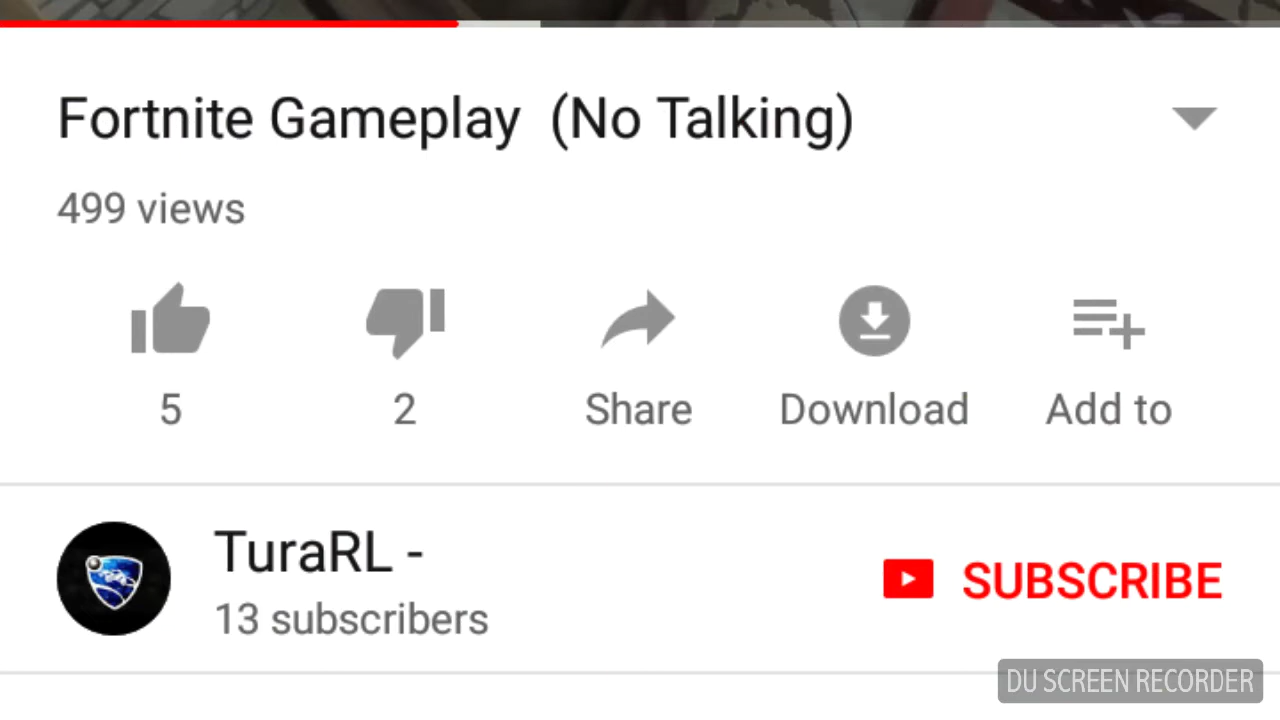 Fortnite Gameplay  (No Talking)
499 views
5
2
Share
Download
Add to
TuraRL -
SUBSCRIBE
13 subscribers
DU SCREEN RECORDER